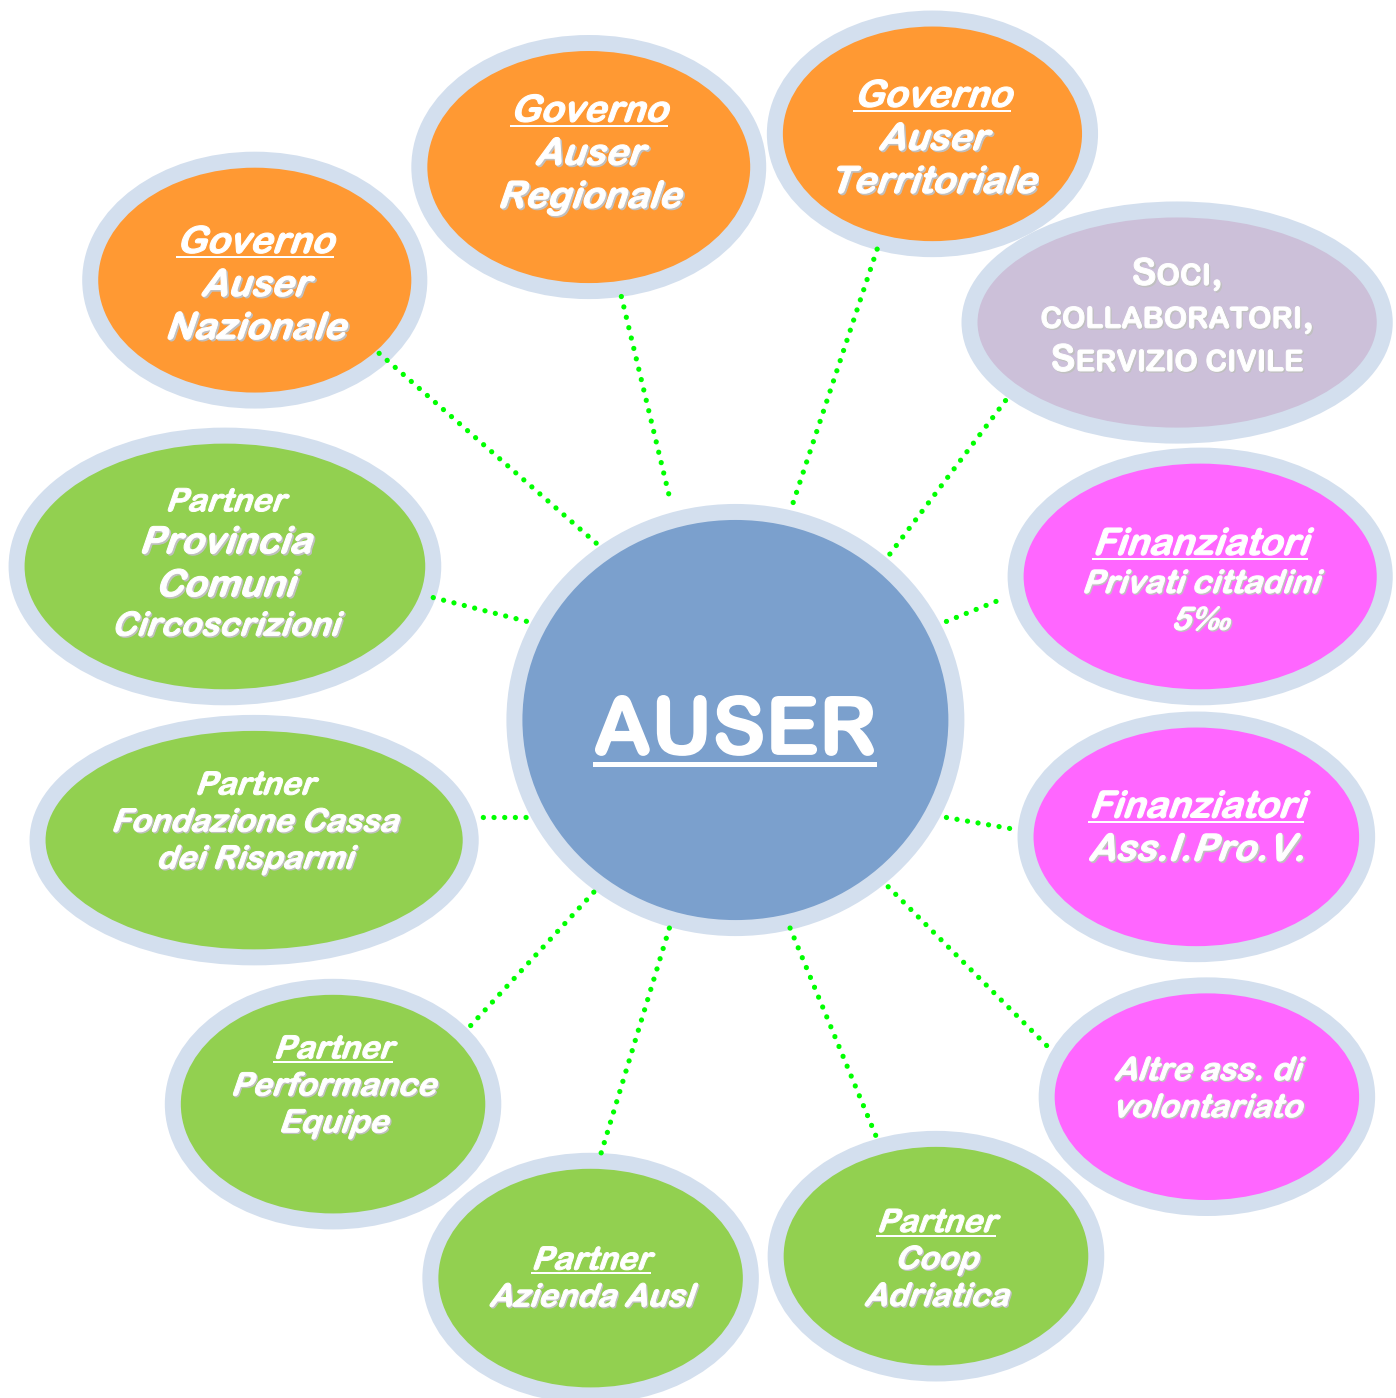 Governo
Auser
Nazionale
Governo
Auser
Regionale
Governo
Auser
Territoriale
SOCI,
COLLABORATORI,
SERVIZIO CIVILE
Partner
Provincia
Comuni
Circoscrizioni
AUSER
Finanziatori
Privati cittadini
5‰
Partner
Fondazione Cassa
dei Risparmi
Finanziatori
Ass.I.Pro.V.
Partner
Performance
Equipe
Altre ass. di
volontariato
Partner
Azienda Ausl
Partner
Coop
Adriatica